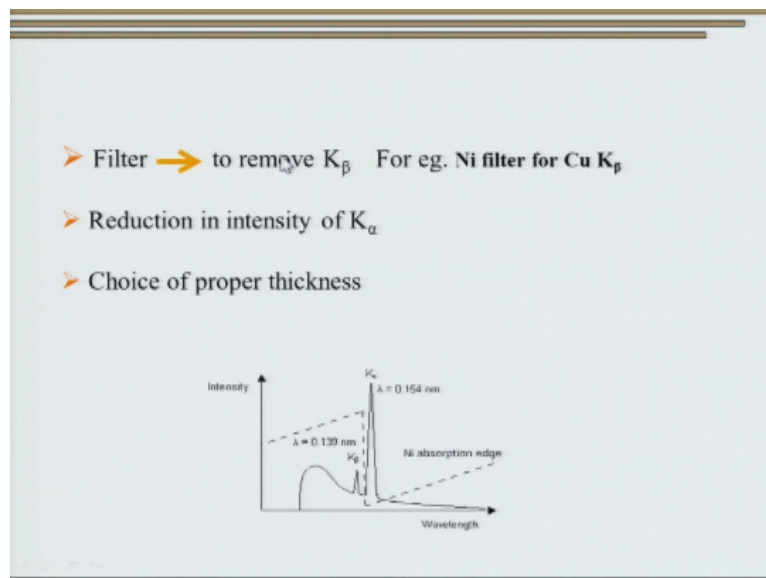 Filter → to remove Kβ For eg. Ni filter for Cu Kβ
Reduction in intensity of Kα
Choice of proper thickness
Kα
Intensity
λ = 0.154 nm
λ = 0.139 nm
Kβ
Ni absorption edge
Wavelength